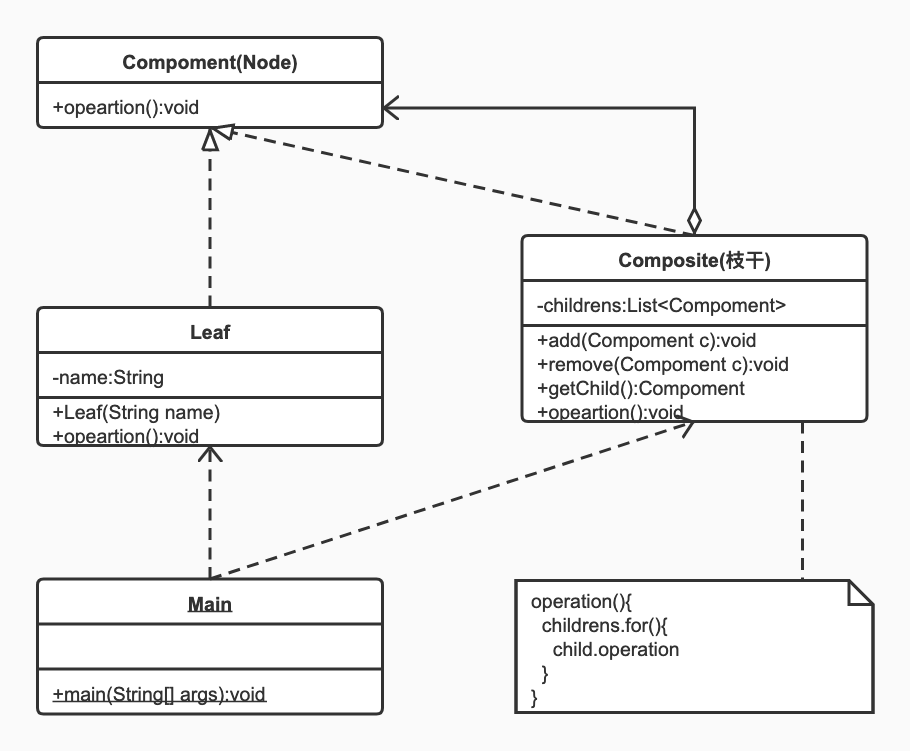 Compoment(Node)
+opeartion():void
Composite(枝干)
-childrens:List<Compoment>
+add(Compoment c):void
+remove(Compoment c):void
+getChild():Compoment
+opeartion():void
Leaf
-name:String
+Leaf(String name)
+opeartion():void
Main
+main(String[] args):void
operation(){
childrens.for(){
child.operation
}
}